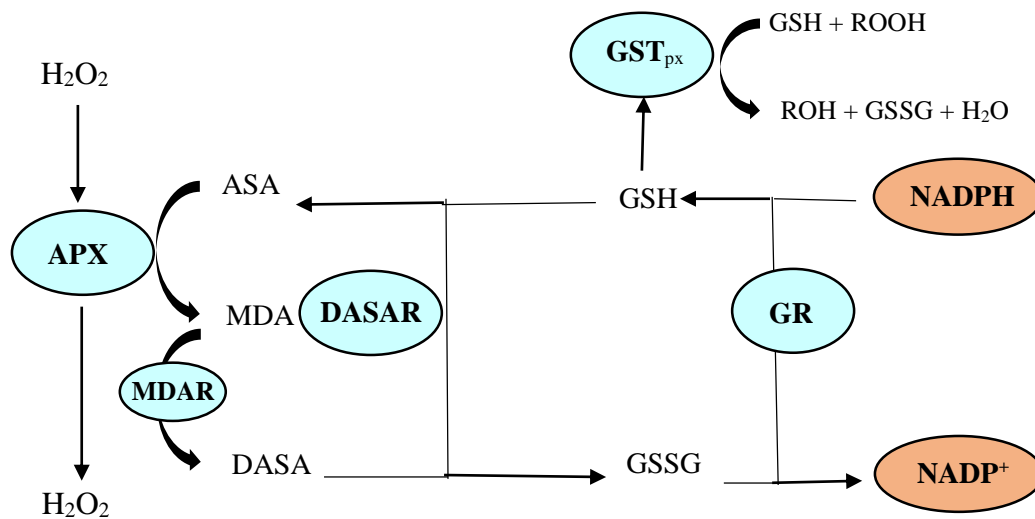 GSH + ROOH
GST_px
H₂O₂
ROH + GSSG + H₂O
ASA
GSH
NADPH
APX
MDA
DASAR
GR
MDAR
DASA
GSSG
NADP⁺
H₂O₂